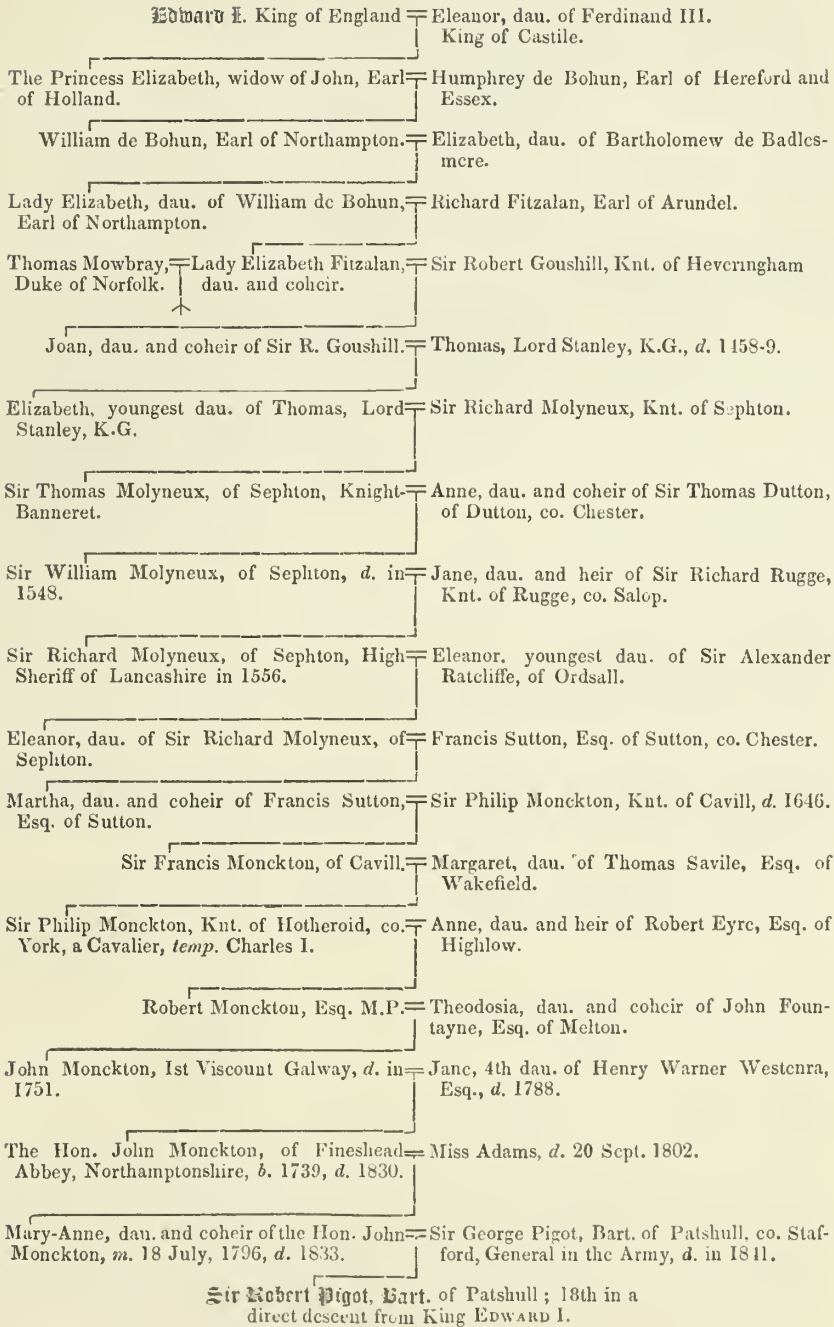 Edward I. King of England = Eleanor, dau. of Ferdinand III.
King of Castile.
The Princess Elizabeth, widow of John, Earl = Humphrey de Bohun, Earl of Hereford and
of Holland. Essex.
William de Bohun, Earl of Northampton. = Elizabeth, dau. of Bartholomew de Badles-
mere.
Lady Elizabeth, dau. of William de Bohun, = Richard Fitzalan, Earl of Arundel.
Earl of Northampton.
Thomas Mowbray, = Lady Elizabeth Fitzalan, = Sir Robert Goushill, Knt. of Heveringham
Duke of Norfolk. dau. and coheir.
Joan, dau. and coheir of Sir R. Goushill. = Thomas, Lord Stanley, K.G., d. 1458-9.
Elizabeth, youngest dau. of Thomas, Lord = Sir Richard Molyneux, Knt. of Sephton.
Stanley, K.G.
Sir Thomas Molyneux, of Sephton, Knight- = Anne, dau. and coheir of Sir Thomas Dutton,
Banneret. of Dutton, co. Chester.
Sir William Molyneux, of Sephton, d. in = Jane, dau. and heir of Sir Richard Rugge,
1548. Knt. of Rugge, co. Salop.
Sir Richard Molyneux, of Sephton, High = Eleanor, youngest dau. of Sir Alexander
Sheriff of Lancashire in 1556. Ratcliffe, of Ordsall.
Eleanor, dau. of Sir Richard Molyneux, of = Francis Sutton, Esq. of Sutton, co. Chester.
Sephton.
Martha, dau. and coheir of Francis Sutton, = Sir Philip Monckton, Knt. of Cavill, d. 1646.
Esq. of Sutton.
Sir Francis Monckton, of Cavill. = Margaret, dau. of Thomas Savile, Esq. of
Wakefield.
Sir Philip Monckton, Knt. of Hotheroid, co. = Anne, dau. and heir of Robert Eyre, Esq. of
York, a Cavalier, temp. Charles I. Highlow.
Robert Monckton, Esq. M.P. = Theodosia, dau. and coheir of John Foun-
tayne, Esq. of Melton.
John Monckton, 1st Viscount Galway, d. in = Jane, 4th dau. of Henry Warner Westenra,
1751. Esq., d. 1788.
The Hon. John Monckton, of Fineshead = Miss Adams, d. 20 Sept. 1802.
Abbey, Northamptonshire, b. 1739, d. 1830.
Mary-Anne, dau. and coheir of the Hon. John = Sir George Pigot, Bart. of Patshull, co. Staf-
Monckton, m. 18 July, 1796, d. 1833. ford, General in the Army, d. in 1841.
Sir Robert Pigot, Bart. of Patshull; 18th in a
direct descent from King EDWARD I.